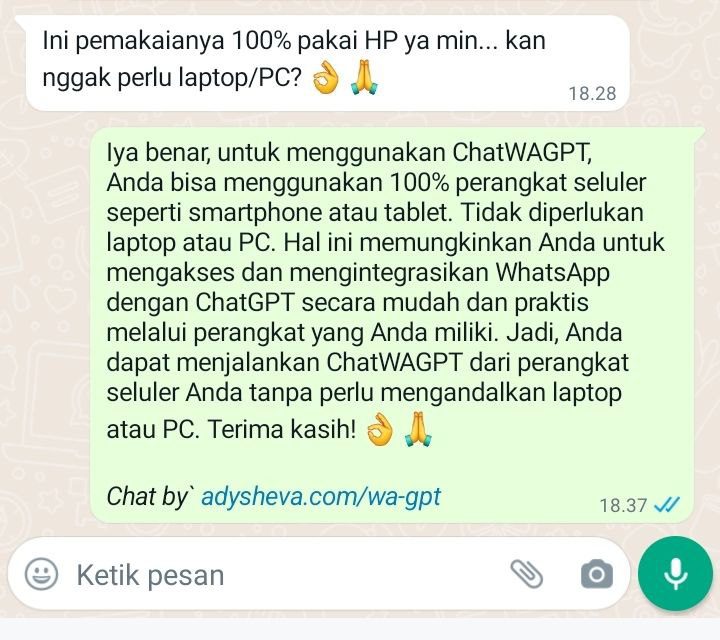 Ini pemakaianya 100% pakai HP ya min... kan
nggak perlu laptop/PC? 👌 🙏
18.28
Iya benar, untuk menggunakan ChatWAGPT,
Anda bisa menggunakan 100% perangkat seluler
seperti smartphone atau tablet. Tidak diperlukan
laptop atau PC. Hal ini memungkinkan Anda untuk
mengakses dan mengintegrasikan WhatsApp
dengan ChatGPT secara mudah dan praktis
melalui perangkat yang Anda miliki. Jadi, Anda
dapat menjalankan ChatWAGPT dari perangkat
seluler Anda tanpa perlu mengandalkan laptop
atau PC. Terima kasih! 👌 🙏
Chat by` adysheva.com/wa-gpt
18.37
Ketik pesan